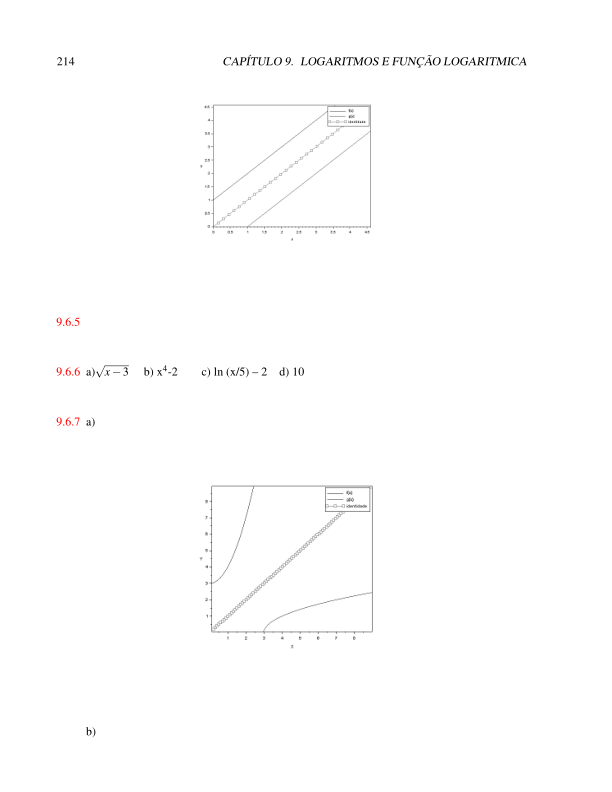 214 CAPÍTULO 9. LOGARITMOS E FUNÇÃO LOGARITMICA
4.5
4
3.5
3
2.5
2
1.5
1
0.5
0
0 0.5 1 1.5 2 2.5 3 3.5 4 4.5
x
f(x)
g(x)
identidade
9.6.5
9.6.6 a)√x − 3 b) x⁴-2 c) ln (x/5) – 2 d) 10
9.6.7 a)
f(x)
g(x)
identidade
7
6
5
4
3
2
1
1 2 3 4 5 6 7 8
b)